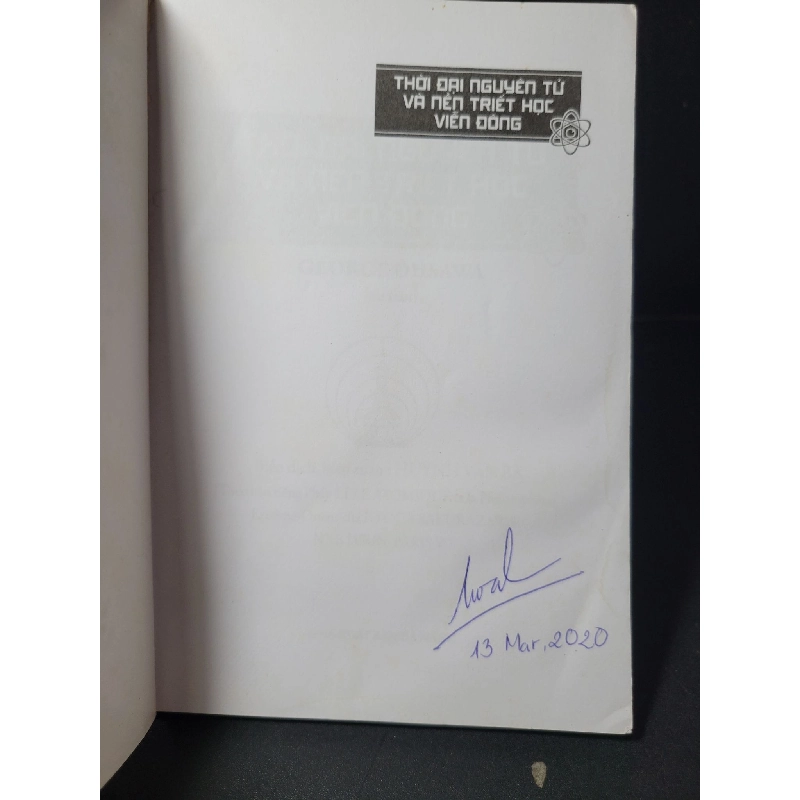 THỜI ĐẠI NGUYÊN TỬ
VÀ NỀN TRIẾT HỌC
VIỄN ĐÔNG
13 Mar, 2020